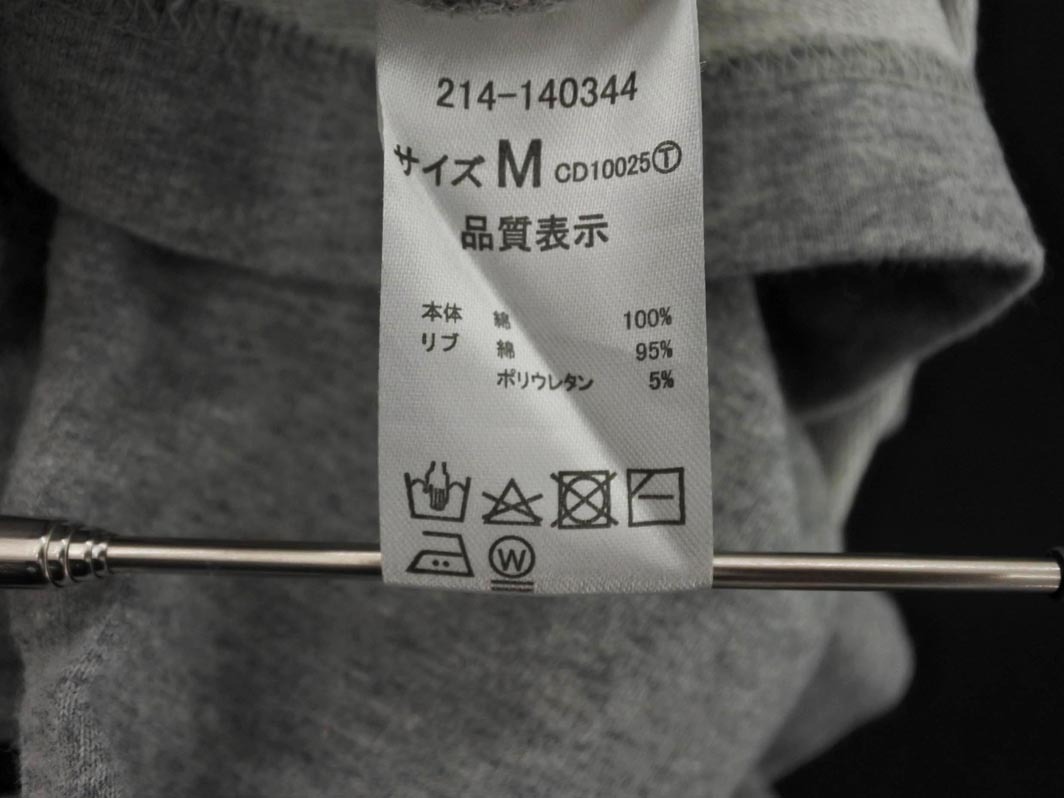 214-140344
サイズ M CD10025Ⓣ
品質表示
本体 綿 100%
リブ 綿 95%
ポリウレタン 5%
W